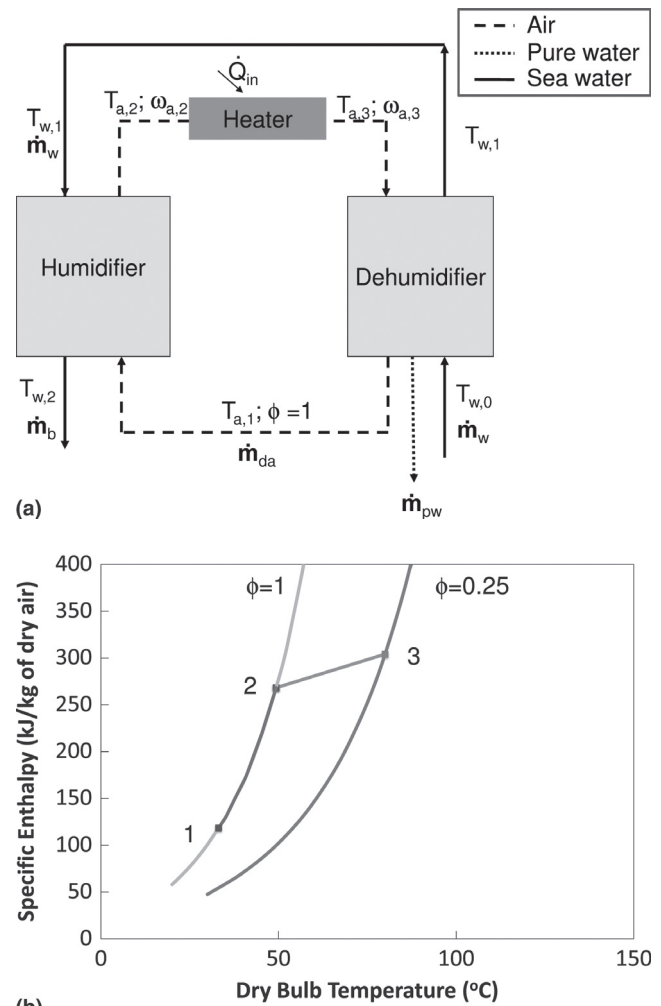 Air
Pure water
Sea water
Q̇in
Ta,2; ωa,2
Heater
Ta,3; ωa,3
Tw,1
ṁw
Tw,1
Humidifier
Dehumidifier
Tw,2
ṁb
Ta,1; ϕ =1
ṁda
Tw,0
ṁw
ṁpw
(a)
400
350
300
250
200
150
100
50
0
Specific Enthalpy (kJ/kg of dry air)
ϕ=1
ϕ=0.25
2
3
1
0
50
100
150
Dry Bulb Temperature (ºC)
(b)